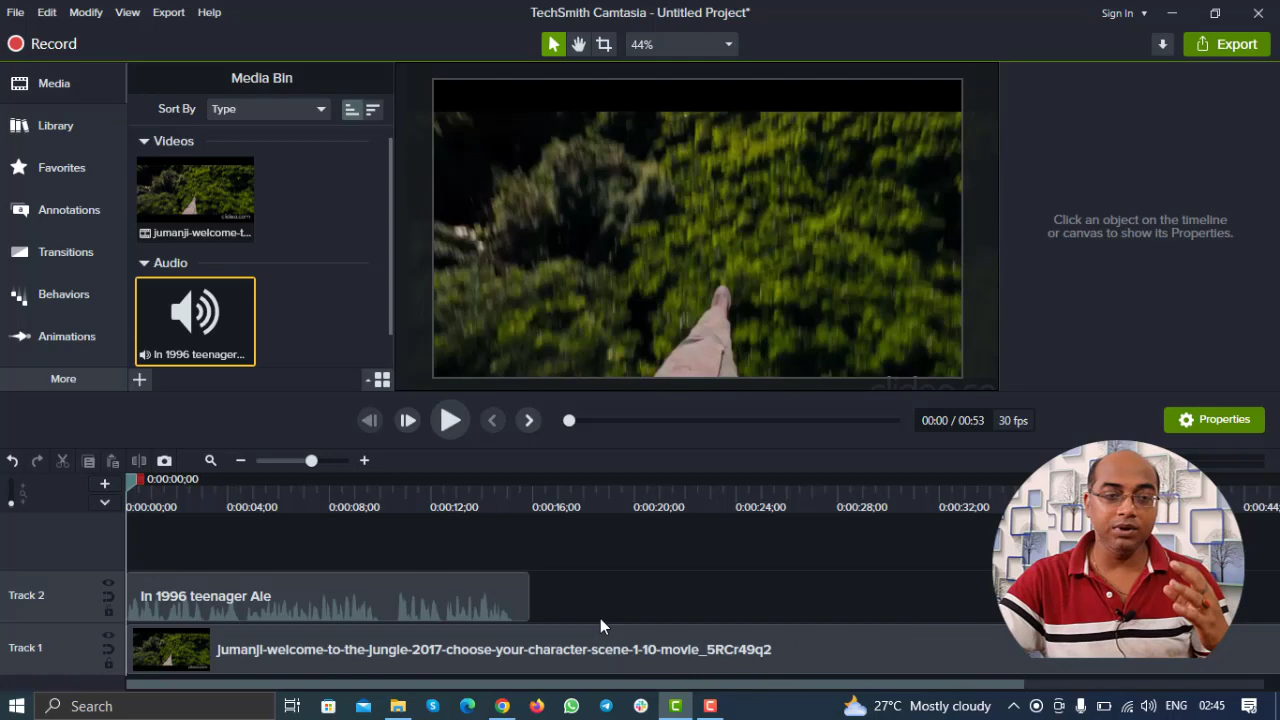 File Edit Modify View Export Help
TechSmith Camtasia - Untitled Project*
Sign In
Record
44%
Export
Media
Library
Favorites
Annotations
Transitions
Behaviors
Animations
More
Media Bin
Sort By Type
Videos
jumanji-welcome-t...
Audio
In 1996 teenager...
Click an object on the timeline
or canvas to show its Properties.
00:00 / 00:53 30 fps
Properties
0:00:00;00
0:00:00;00 0:00:04;00 0:00:08;00 0:00:12;00 0:00:16;00 0:00:20;00 0:00:24;00 0:00:28;00 0:00:32;00 0:00:44;
Track 2
In 1996 teenager Ale
Track 1
jumanji-welcome-to-the-jungle-2017-choose-your-character-scene-1-10-movie_5RCr49q2
Search
27°C Mostly cloudy
ENG 02:45